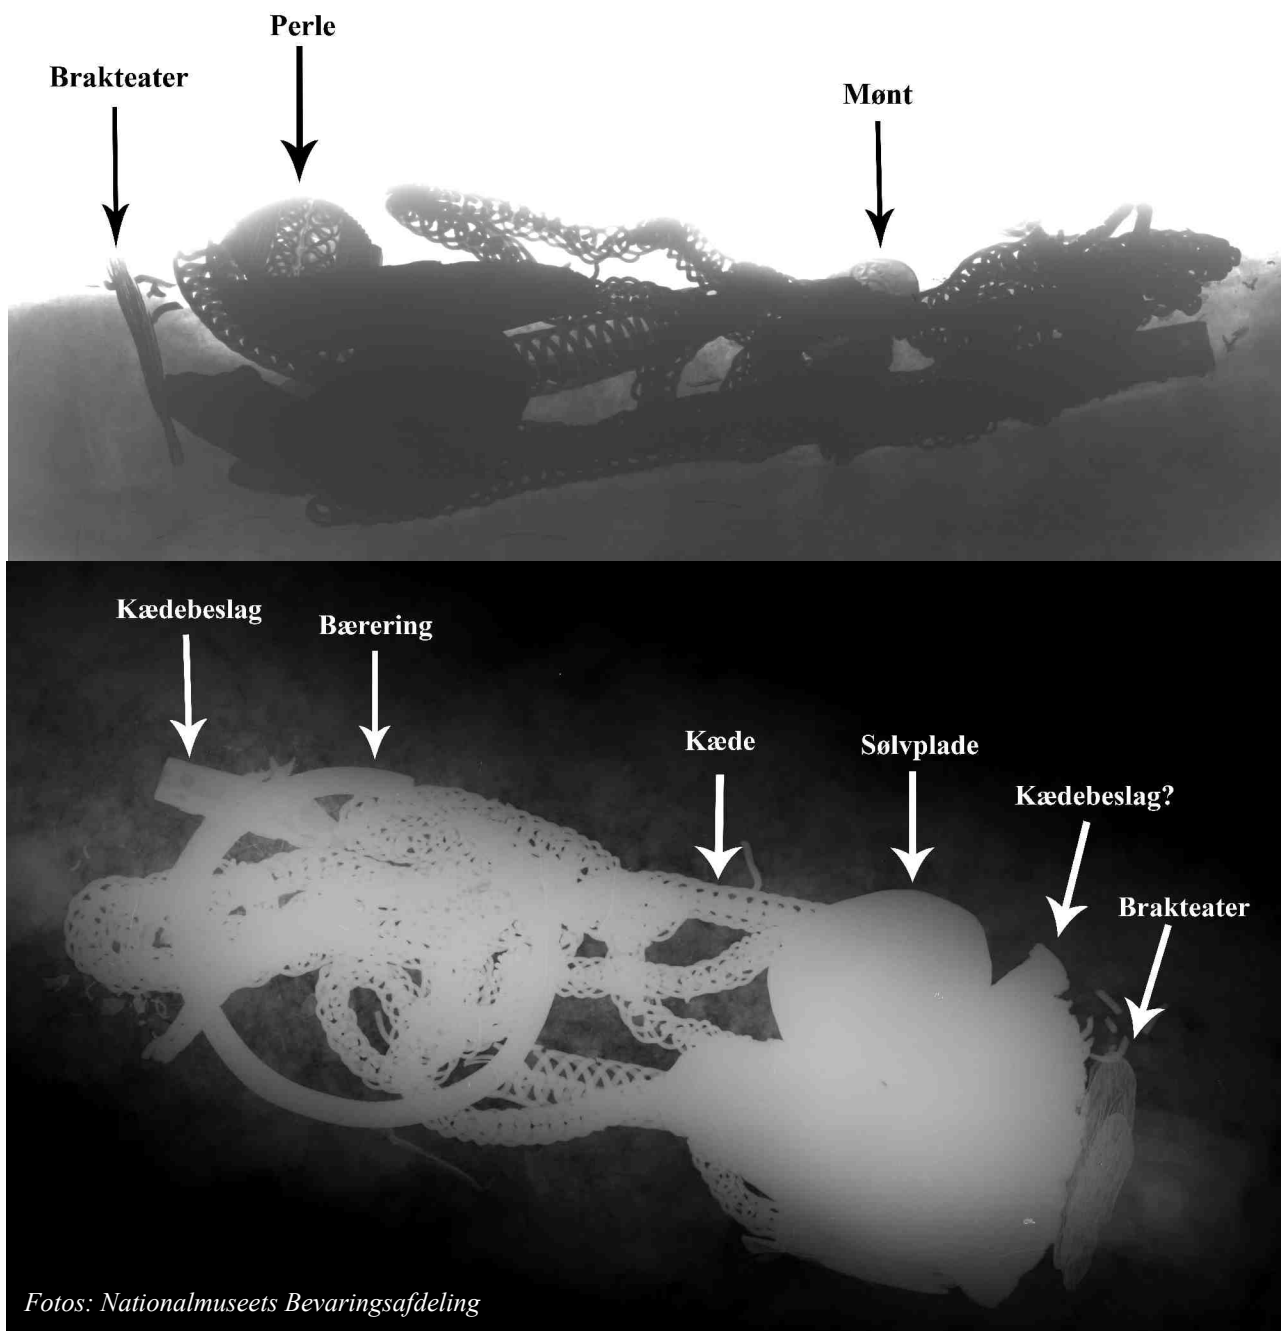 Perle
Brakteater
Mønt
Kædebeslag
Bærering
Kæde
Sølvplade
Kædebeslag?
Brakteater
Fotos: Nationalmuseets Bevaringsafdeling